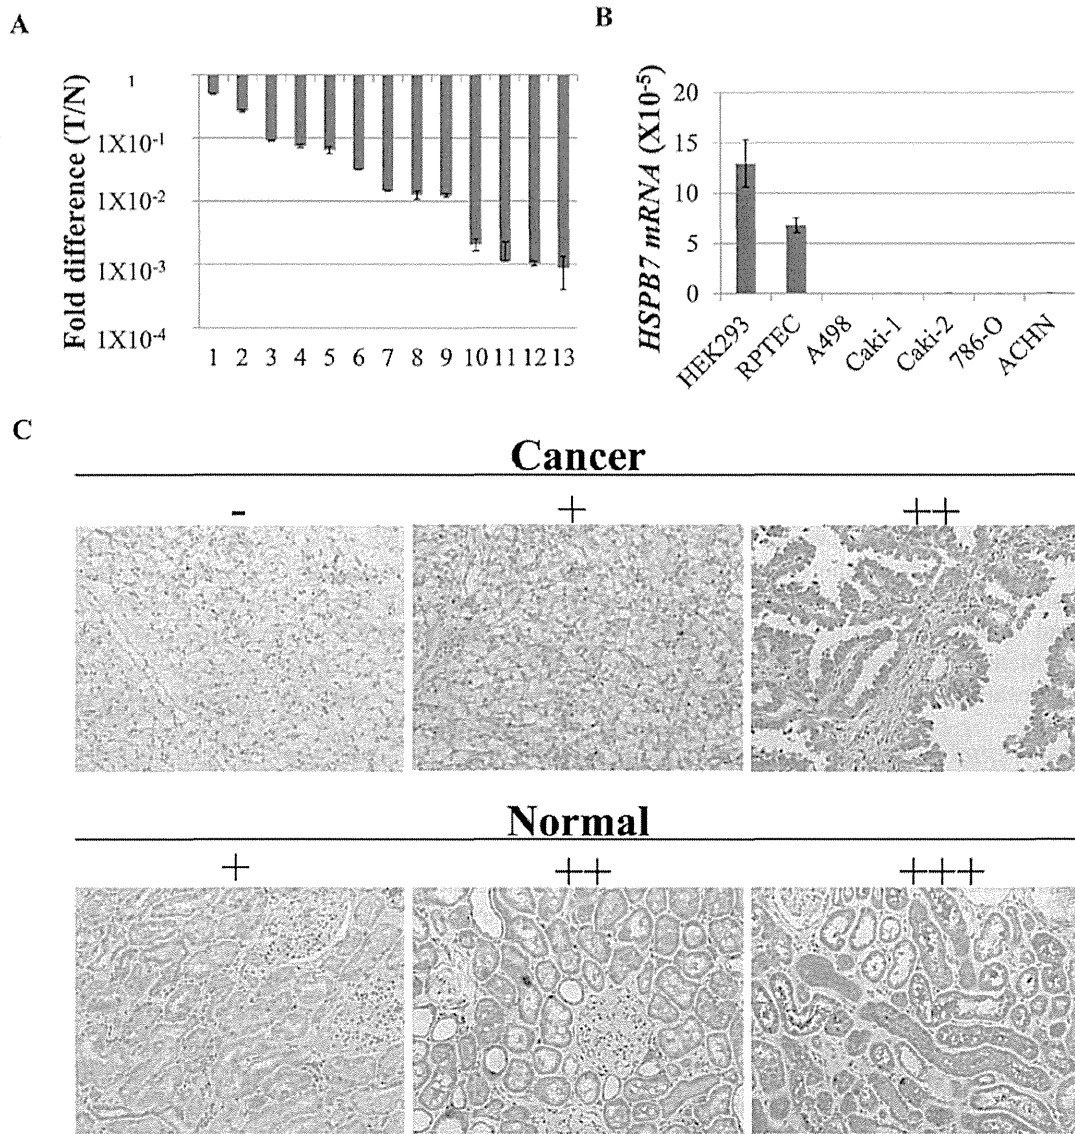 A
Fold difference (T/N)
1
1X10-1
1X10-2
1X10-3
1X10-4
1 2 3 4 5 6 7 8 9 10 11 12 13
B
HSPB7 mRNA (X10-5)
20
15
10
5
0
HEK293
RPTEC
A498
Caki-1
Caki-2
786-O
ACHN
C
Cancer
- + ++
Normal
+ ++ +++